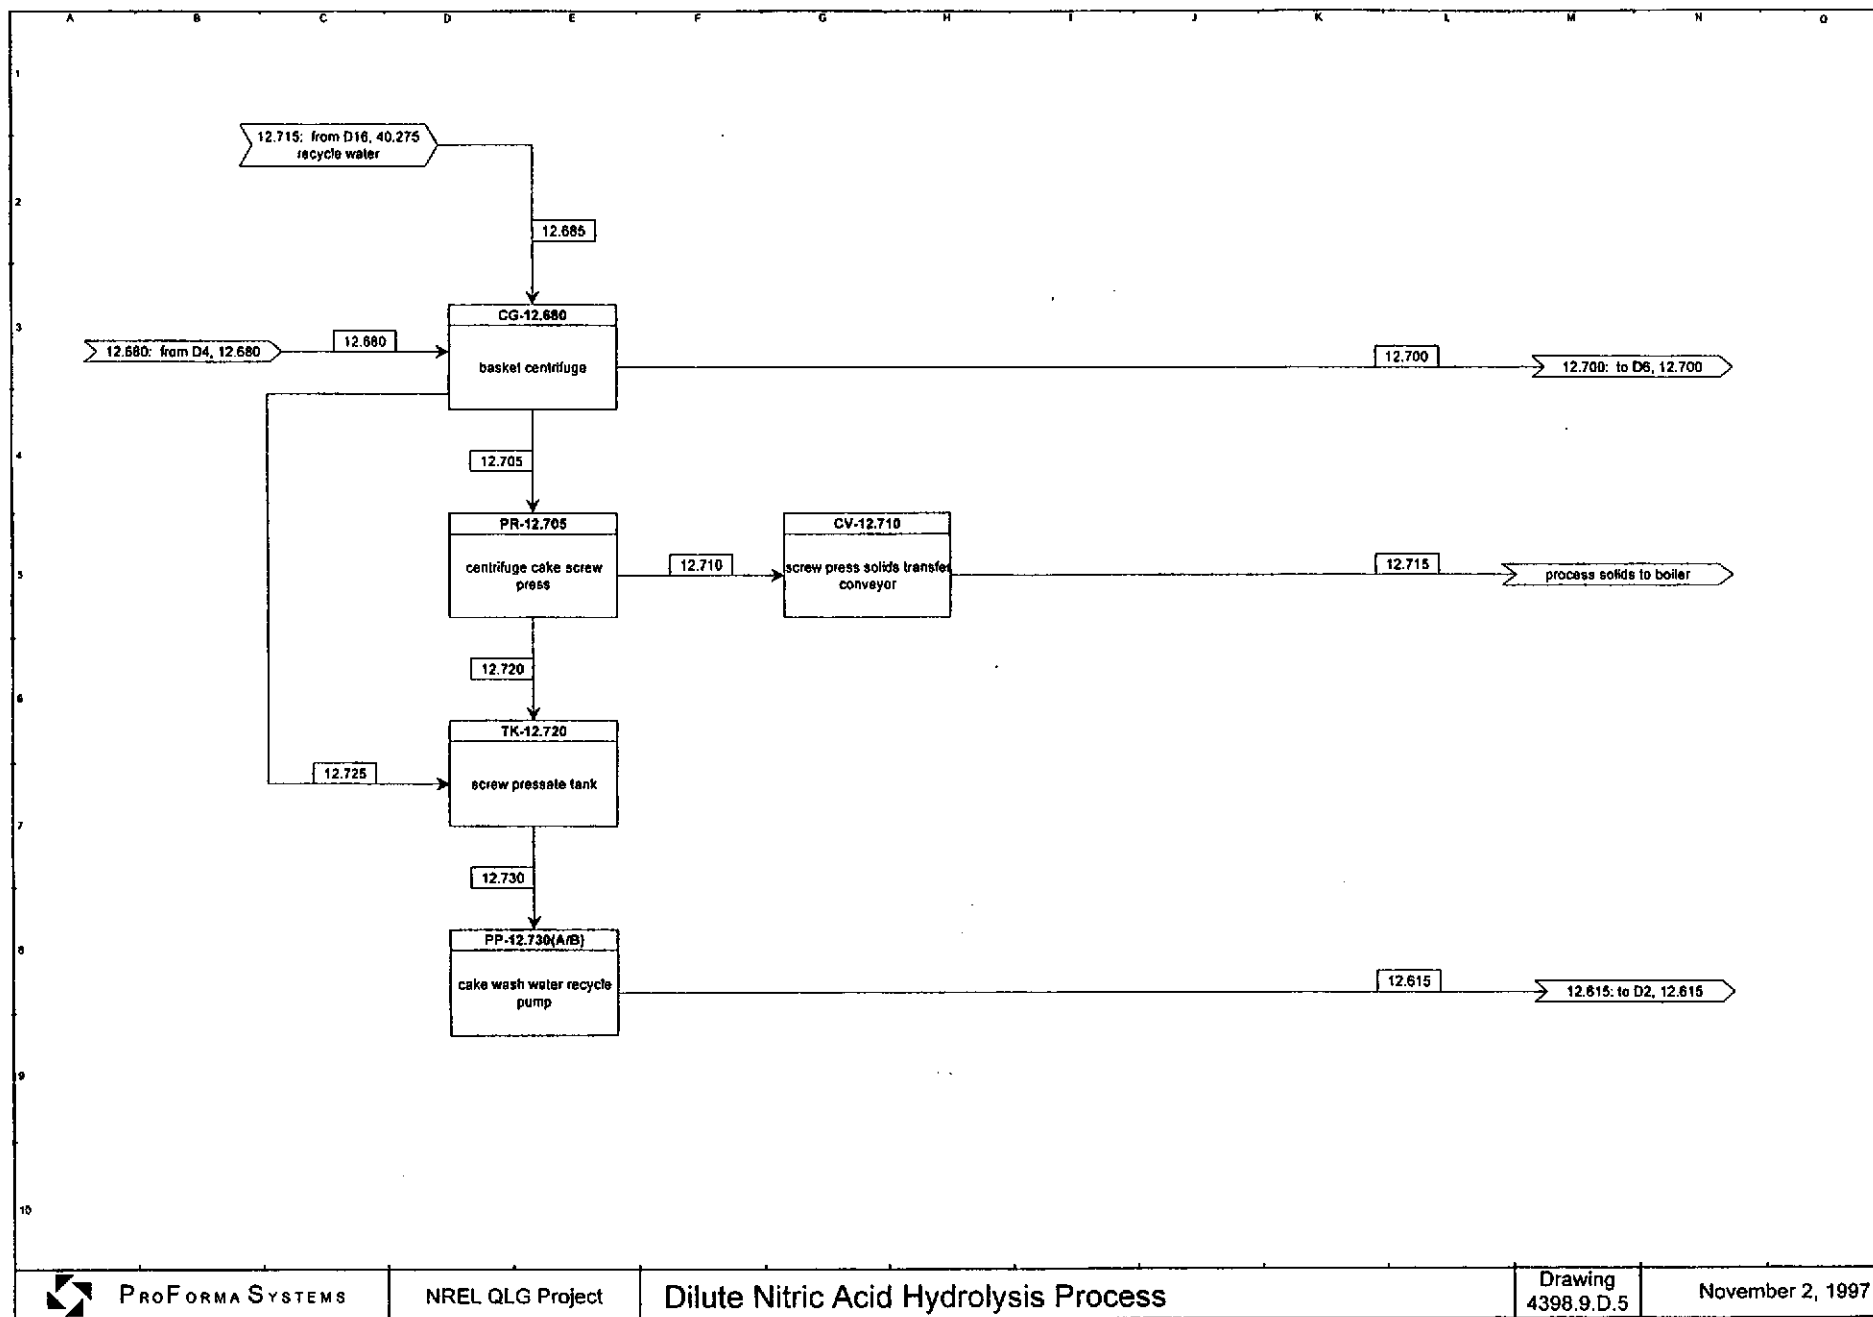 A B C D E F G H I J K L M N O
1
12.715: from D16, 40.275
recycle water
2
12.685
3
CG-12.680
12.680: from D4, 12.680
12.680
basket centrifuge
12.700
12.700: to D6, 12.700
4
12.705
PR-12.705
CV-12.710
centrifuge cake screw
press
12.710
screw press solids transfer
conveyor
12.715
process solids to boiler
5
12.720
6
TK-12.720
12.725
screw pressate tank
7
12.730
PP-12.730(A/B)
8
cake wash water recycle
pump
12.615
12.615: to D2, 12.615
9
10
PROFORMA SYSTEMS
NREL QLG Project
Dilute Nitric Acid Hydrolysis Process
Drawing
4398.9.D.5
November 2, 1997